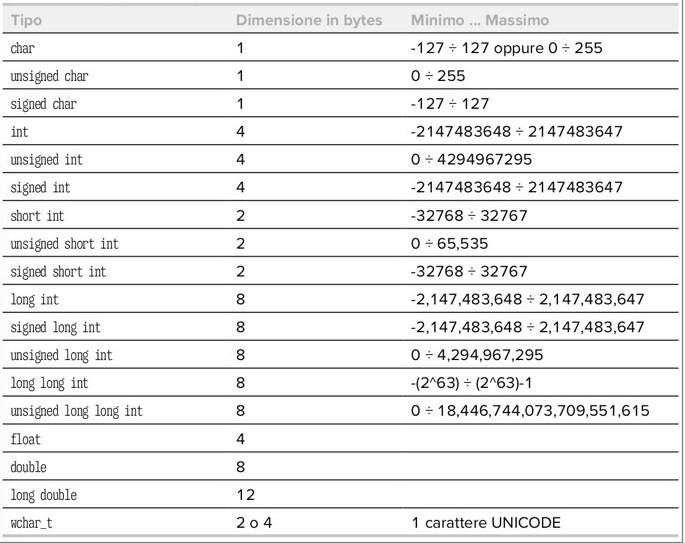 Tipo Dimensione in bytes Minimo ... Massimo
char 1 -127 ÷ 127 oppure 0 ÷ 255
unsigned char 1 0 ÷ 255
signed char 1 -127 ÷ 127
int 4 -2147483648 ÷ 2147483647
unsigned int 4 0 ÷ 4294967295
signed int 4 -2147483648 ÷ 2147483647
short int 2 -32768 ÷ 32767
unsigned short int 2 0 ÷ 65,535
signed short int 2 -32768 ÷ 32767
long int 8 -2,147,483,648 ÷ 2,147,483,647
signed long int 8 -2,147,483,648 ÷ 2,147,483,647
unsigned long int 8 0 ÷ 4,294,967,295
long long int 8 -(2^63) ÷ (2^63)-1
unsigned long long int 8 0 ÷ 18,446,744,073,709,551,615
float 4
double 8
long double 12
wchar_t 2 o 4 1 carattere UNICODE